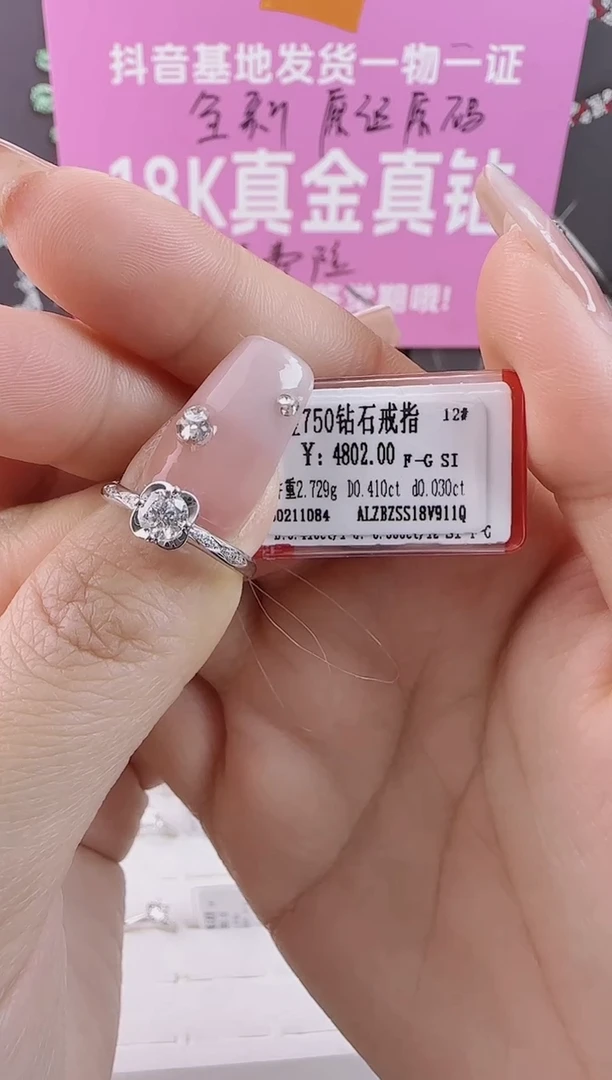 抖音基地发货一物一证
全新 原证原码
18K真金真钻
750钻石戒指 12#
¥: 4802.00 F-G SI
重2.729g D0.410ct d0.030ct
0211084 ALZBZSS18V911Q